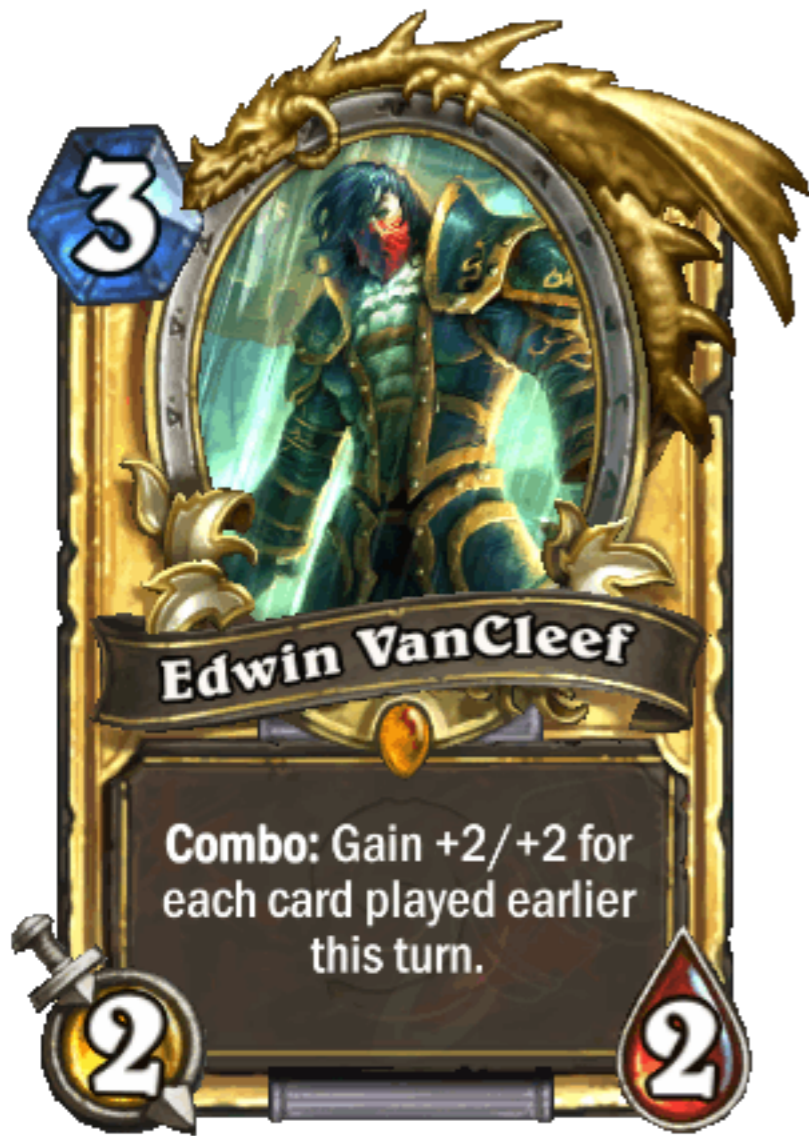 3
Edwin VanCleef
Combo: Gain +2/+2 for
each card played earlier
this turn.
2
2